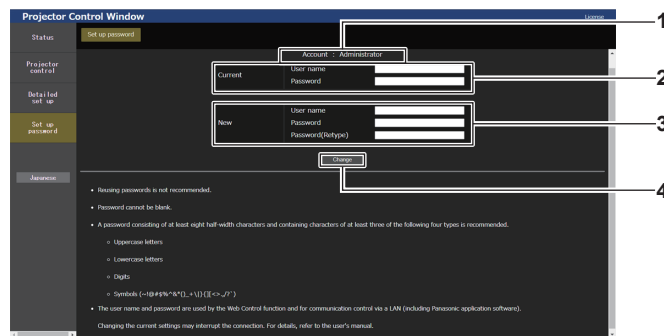 Projector Control Window
License
Status
Set up password
Projector
control
Detailed
set up
Set up
password
Japanese
Account : Administrator
Current
User name
Password
New
User name
Password
Password(Retype)
Change
• Reusing passwords is not recommended.
• Password cannot be blank.
• A password consisting of at least eight half-width characters and containing characters of at least three of the following four types is recommended.
○ Uppercase letters
○ Lowercase letters
○ Digits
○ Symbols (~!@#$%^&*()_+\|}{][<>.,/?`)
• The user name and password are used by the Web Control function and for communication control via a LAN (including Panasonic application software).
Changing the current settings may interrupt the connection. For details, refer to the user's manual.
1
2
3
4